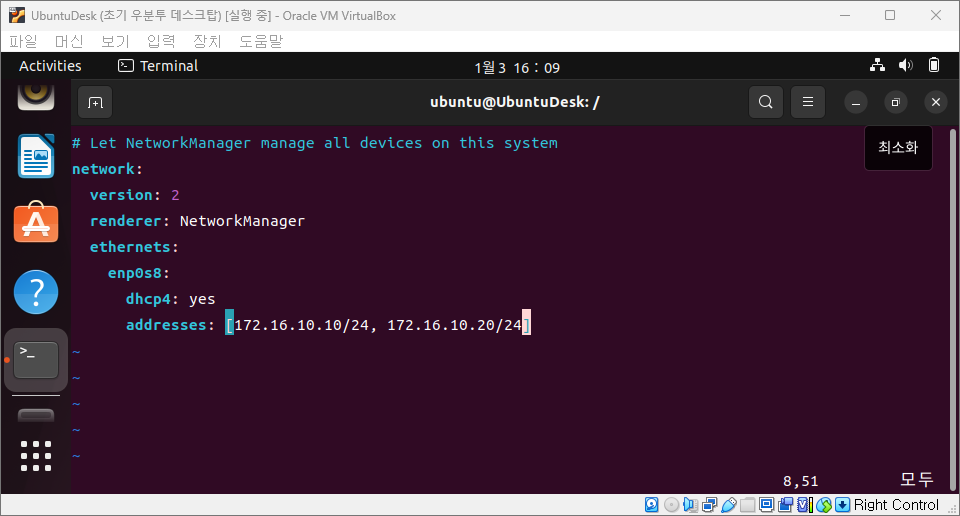 UbuntuDesk (초기 우분투 데스크탑) [실행 중] - Oracle VM VirtualBox
파일 머신 보기 입력 장치 도움말
Activities Terminal 1월 3 16 : 09
ubuntu@UbuntuDesk: /
# Let NetworkManager manage all devices on this system
최소화
network:
  version: 2
  renderer: NetworkManager
  ethernets:
    enp0s8:
      dhcp4: yes
      addresses: [172.16.10.10/24, 172.16.10.20/24]
~
~
~
~
~
8,51 모두
Right Control